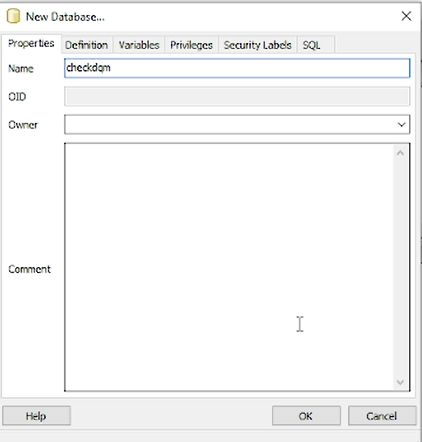 New Database...
Properties Definition Variables Privileges Security Labels SQL
Name checkdqm
OID
Owner
Comment
Help OK Cancel